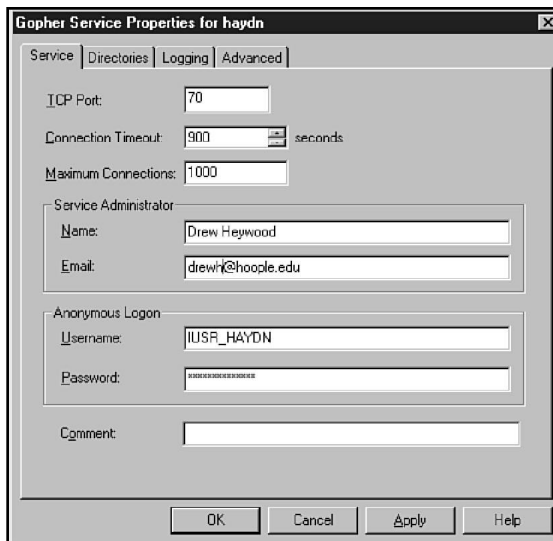 Gopher Service Properties for haydn
Service Directories Logging Advanced
TCP Port: 70
Connection Timeout: 900 seconds
Maximum Connections: 1000
Service Administrator
Name: Drew Heywood
Email: drewh@hoople.edu
Anonymous Logon
Username: IUSR_HAYDN
Password: **************
Comment:
OK Cancel Apply Help